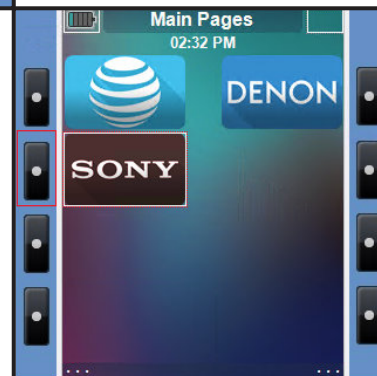 Main Pages
02:32 PM
DENON
SONY
...
...